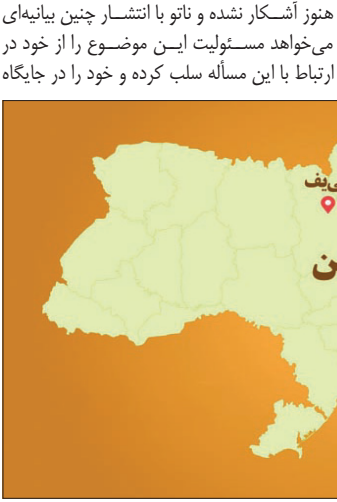 هنوز آشکار نشده و ناتو با انتشار چنین بیانیه‌ای
می‌خواهد مسئولیت این موضوع را از خود در
ارتباط با این مسأله سلب کرده و خود را در جایگاه